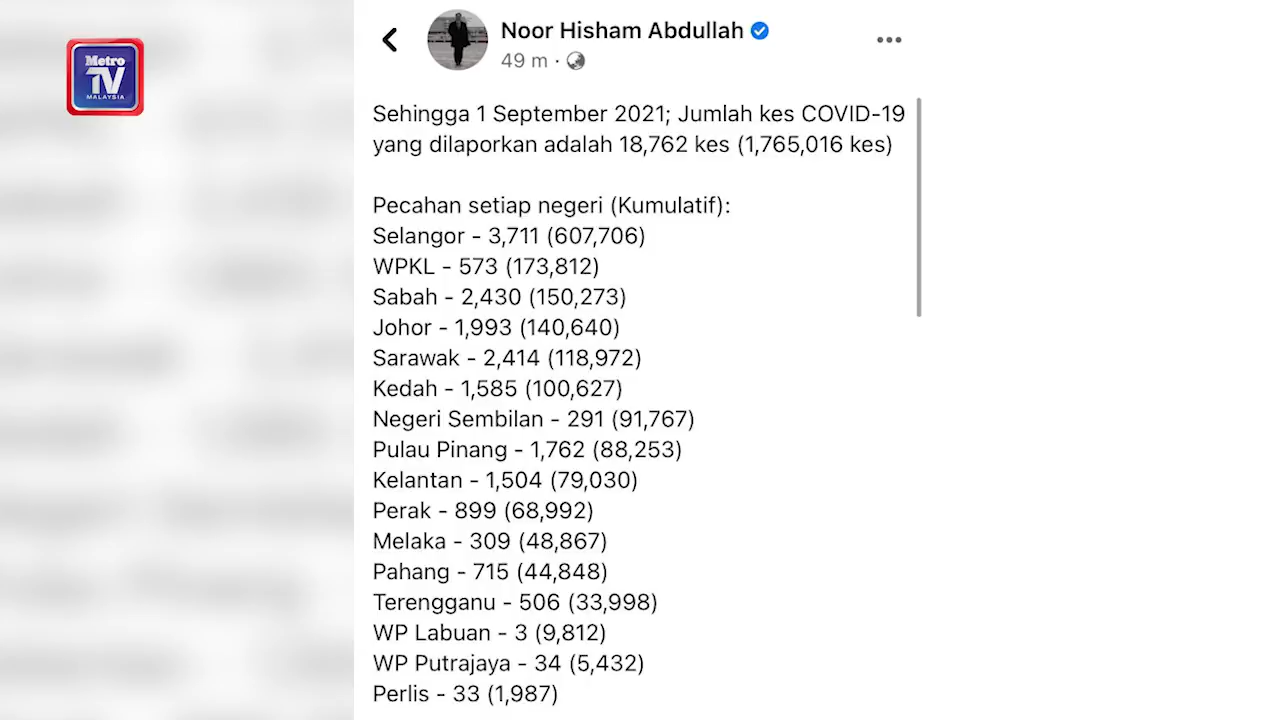 Metro
TV
MALAYSIA
Noor Hisham Abdullah
49 m ·
Sehingga 1 September 2021; Jumlah kes COVID-19
yang dilaporkan adalah 18,762 kes (1,765,016 kes)
Pecahan setiap negeri (Kumulatif):
Selangor - 3,711 (607,706)
WPKL - 573 (173,812)
Sabah - 2,430 (150,273)
Johor - 1,993 (140,640)
Sarawak - 2,414 (118,972)
Kedah - 1,585 (100,627)
Negeri Sembilan - 291 (91,767)
Pulau Pinang - 1,762 (88,253)
Kelantan - 1,504 (79,030)
Perak - 899 (68,992)
Melaka - 309 (48,867)
Pahang - 715 (44,848)
Terengganu - 506 (33,998)
WP Labuan - 3 (9,812)
WP Putrajaya - 34 (5,432)
Perlis - 33 (1,987)